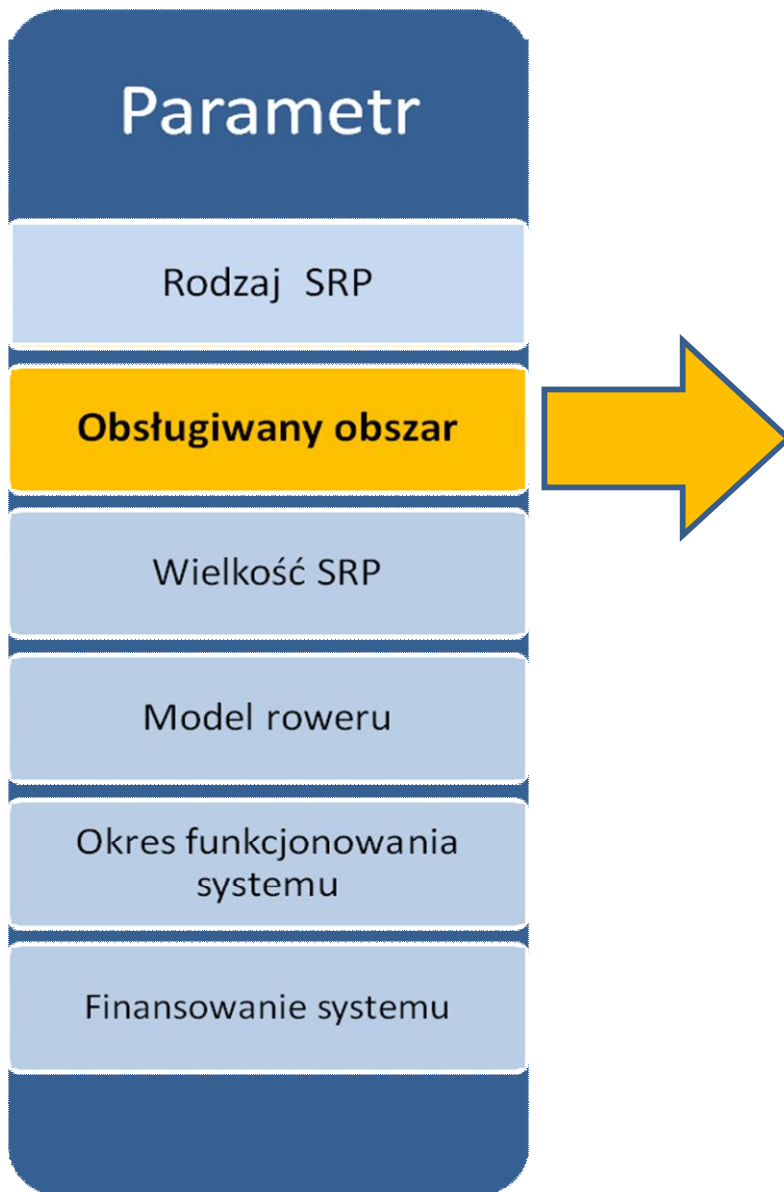 Parametr
Rodzaj SRP
Obsługiwany obszar
Wielkość SRP
Model roweru
Okres funkcjonowania
systemu
Finansowanie systemu